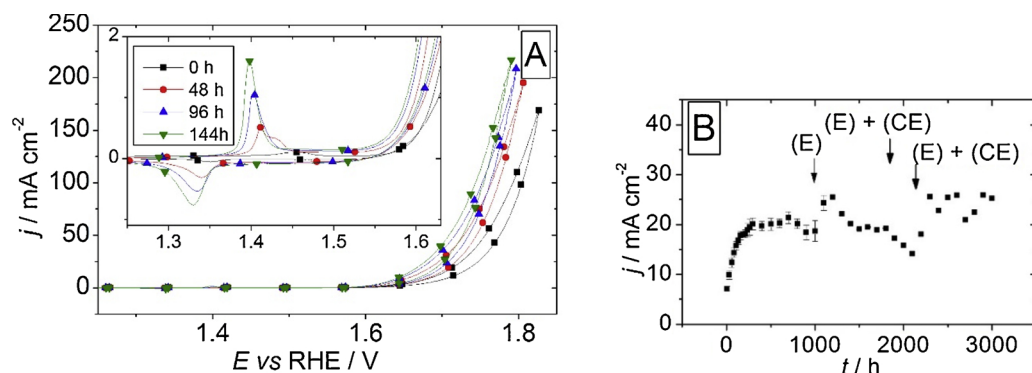 A
250
200
150
100
50
0
j / mA cm-2
1.4
1.6
1.8
E vs RHE / V
2
1
0
1.3
1.4
1.5
1.6
0 h
48 h
96 h
144h
B
(E)
(E) + (CE)
(E) + (CE)
40
30
20
10
0
j / mA cm-2
0
1000
2000
3000
t / h